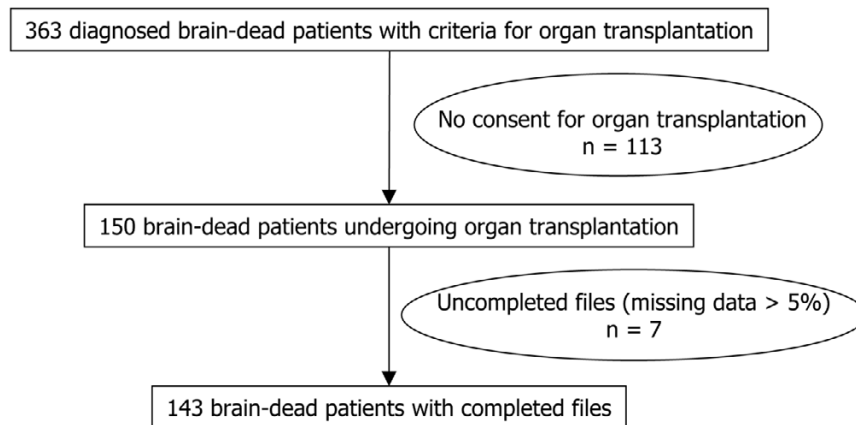 363 diagnosed brain-dead patients with criteria for organ transplantation
No consent for organ transplantation
n = 113
150 brain-dead patients undergoing organ transplantation
Uncompleted files (missing data > 5%)
n = 7
143 brain-dead patients with completed files